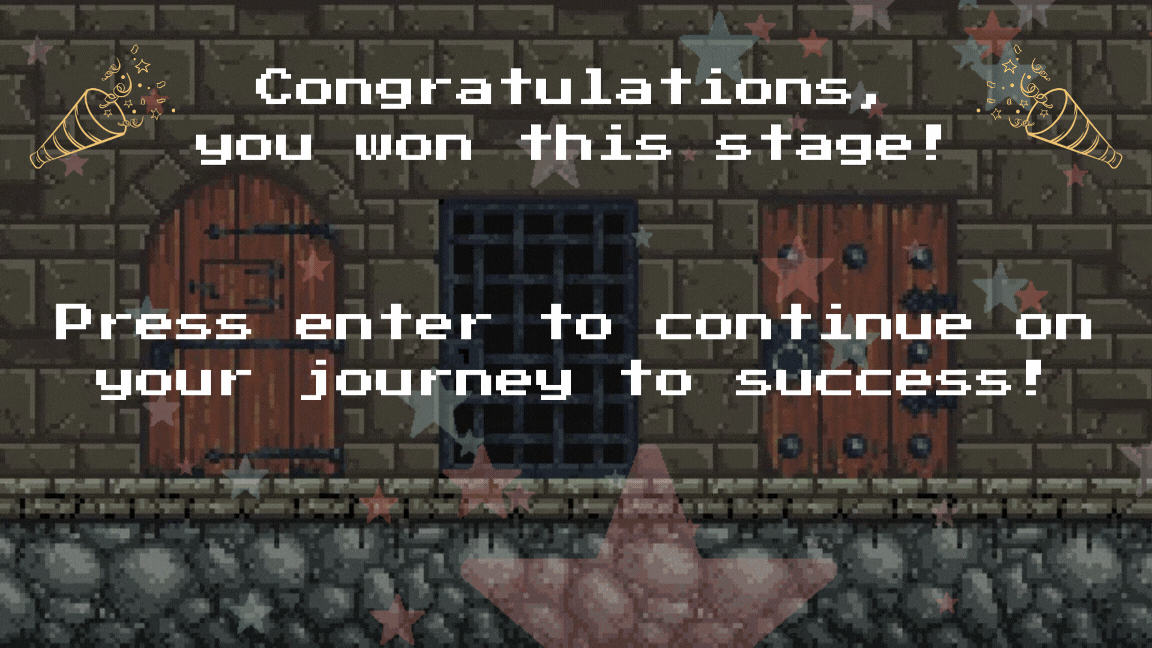 Congratulations,
you won this stage!
Press enter to continue on
your journey to success!